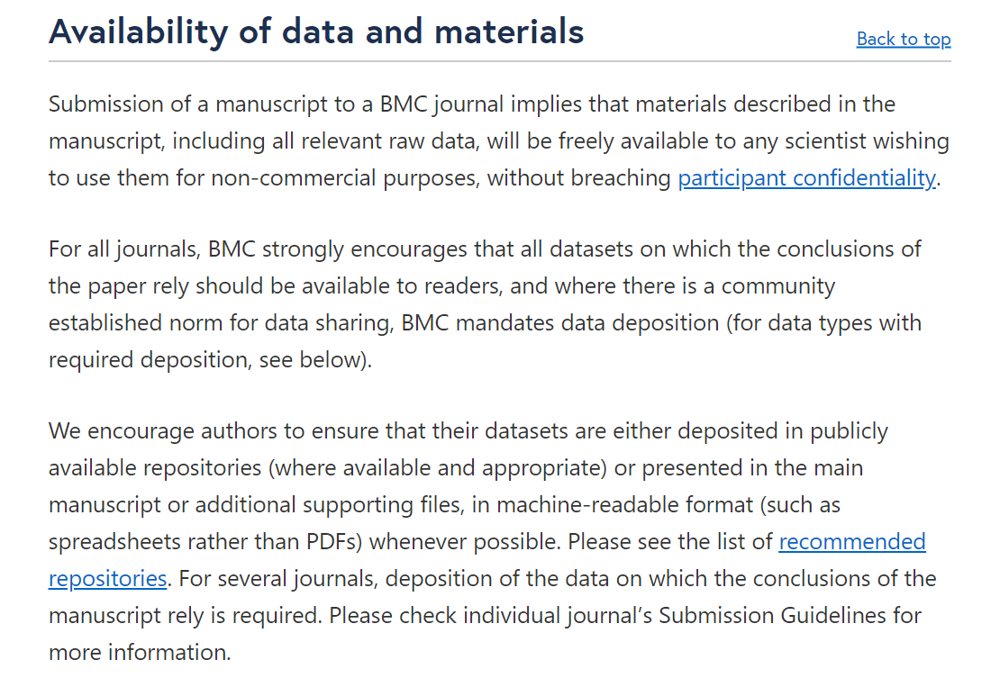 Availability of data and materials
Back to top
Submission of a manuscript to a BMC journal implies that materials described in the
manuscript, including all relevant raw data, will be freely available to any scientist wishing
to use them for non-commercial purposes, without breaching participant confidentiality.
For all journals, BMC strongly encourages that all datasets on which the conclusions of
the paper rely should be available to readers, and where there is a community
established norm for data sharing, BMC mandates data deposition (for data types with
required deposition, see below).
We encourage authors to ensure that their datasets are either deposited in publicly
available repositories (where available and appropriate) or presented in the main
manuscript or additional supporting files, in machine-readable format (such as
spreadsheets rather than PDFs) whenever possible. Please see the list of recommended
repositories. For several journals, deposition of the data on which the conclusions of the
manuscript rely is required. Please check individual journal’s Submission Guidelines for
more information.